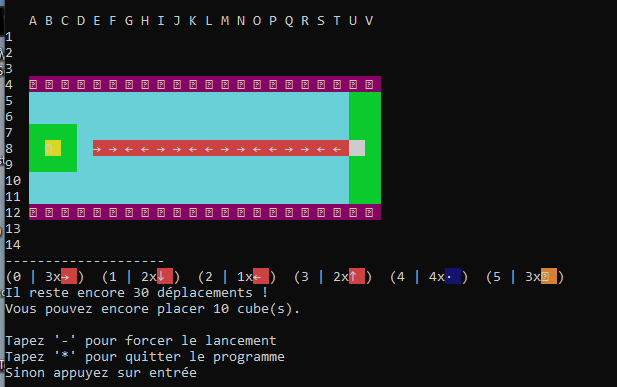 A B C D E F G H I J K L M N O P Q R S T U V
1
2
3
4
5
6
7
8
9
10
11
12
13
14
--------------------
(0 | 3x→ ) (1 | 2x↓ ) (2 | 1x← ) (3 | 2x↑ ) (4 | 4x· ) (5 | 3x )
Il reste encore 30 déplacements !
Vous pouvez encore placer 10 cube(s).
Tapez '-' pour forcer le lancement
Tapez '*' pour quitter le programme
Sinon appuyez sur entrée